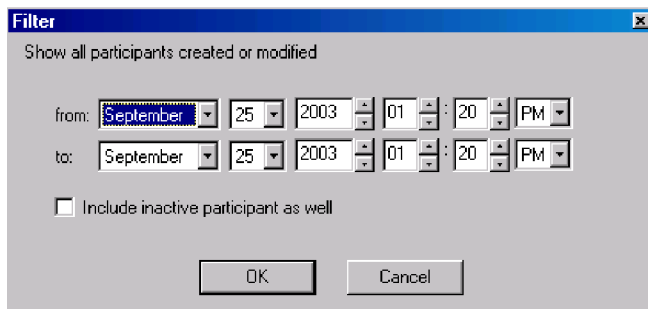 Filter
Show all participants created or modified
from: September 25 2003 01 : 20 PM
to: September 25 2003 01 : 20 PM
Include inactive participant as well
OK Cancel